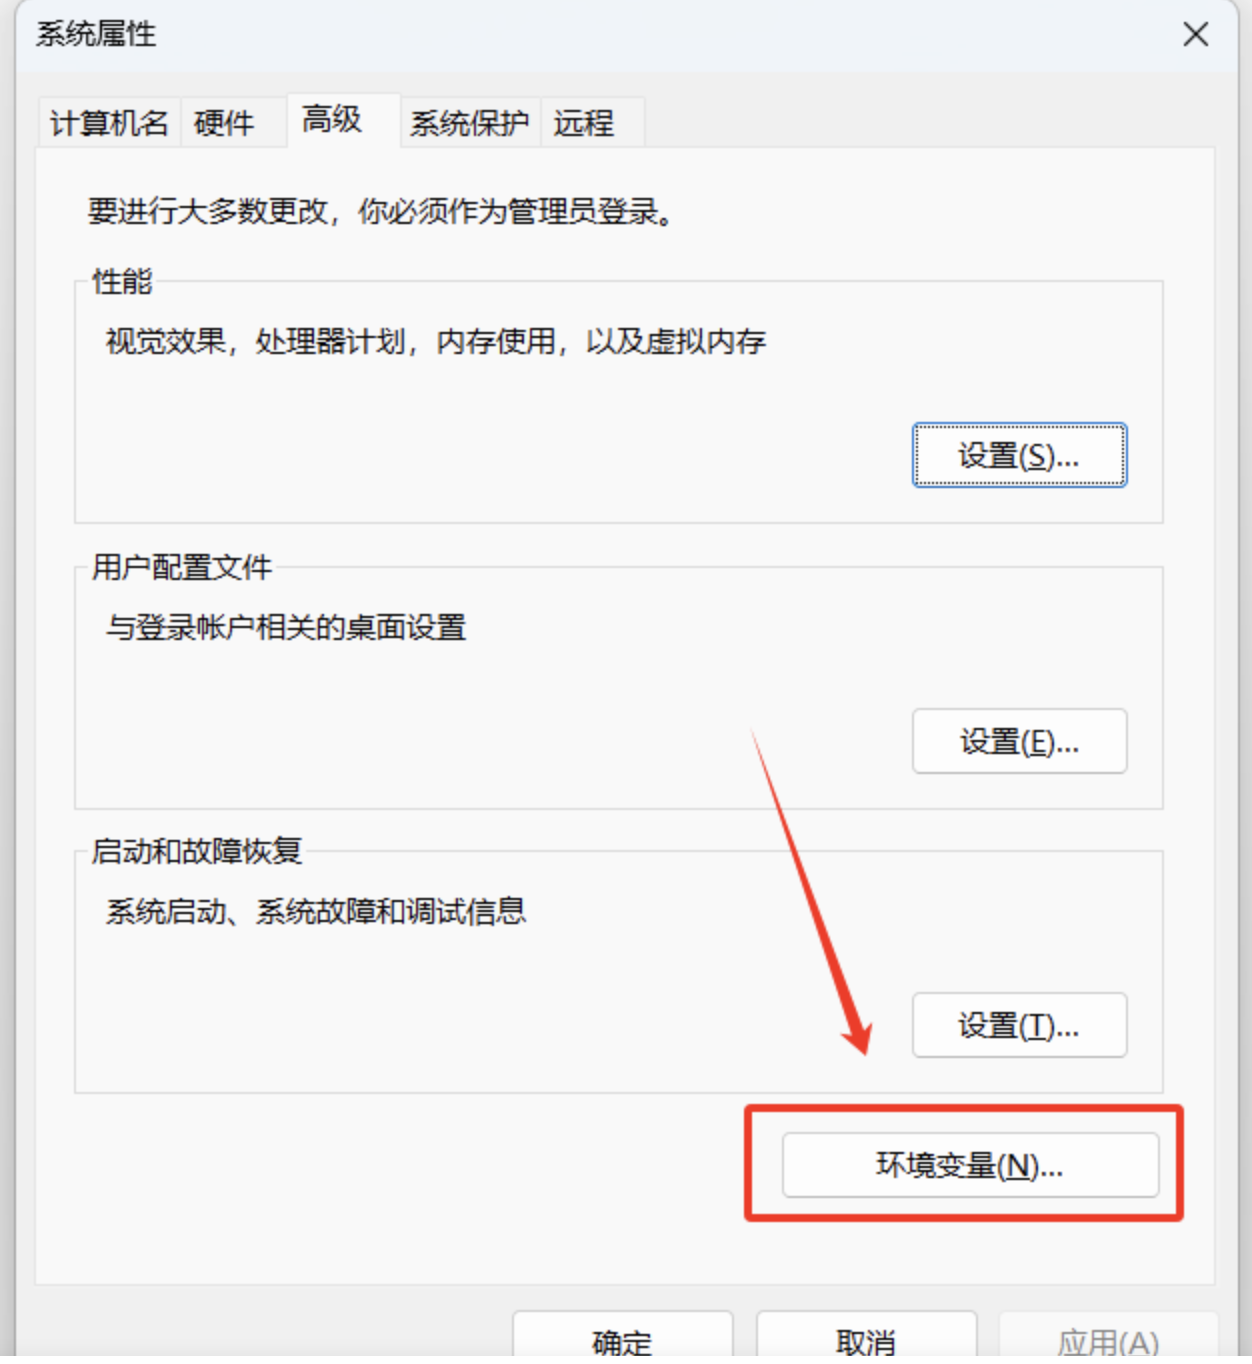 系统属性
计算机名 硬件 高级 系统保护 远程
要进行大多数更改，你必须作为管理员登录。
性能
视觉效果，处理器计划，内存使用，以及虚拟内存
设置(S)...
用户配置文件
与登录帐户相关的桌面设置
设置(E)...
启动和故障恢复
系统启动、系统故障和调试信息
设置(T)...
环境变量(N)...
确定 取消 应用(A)